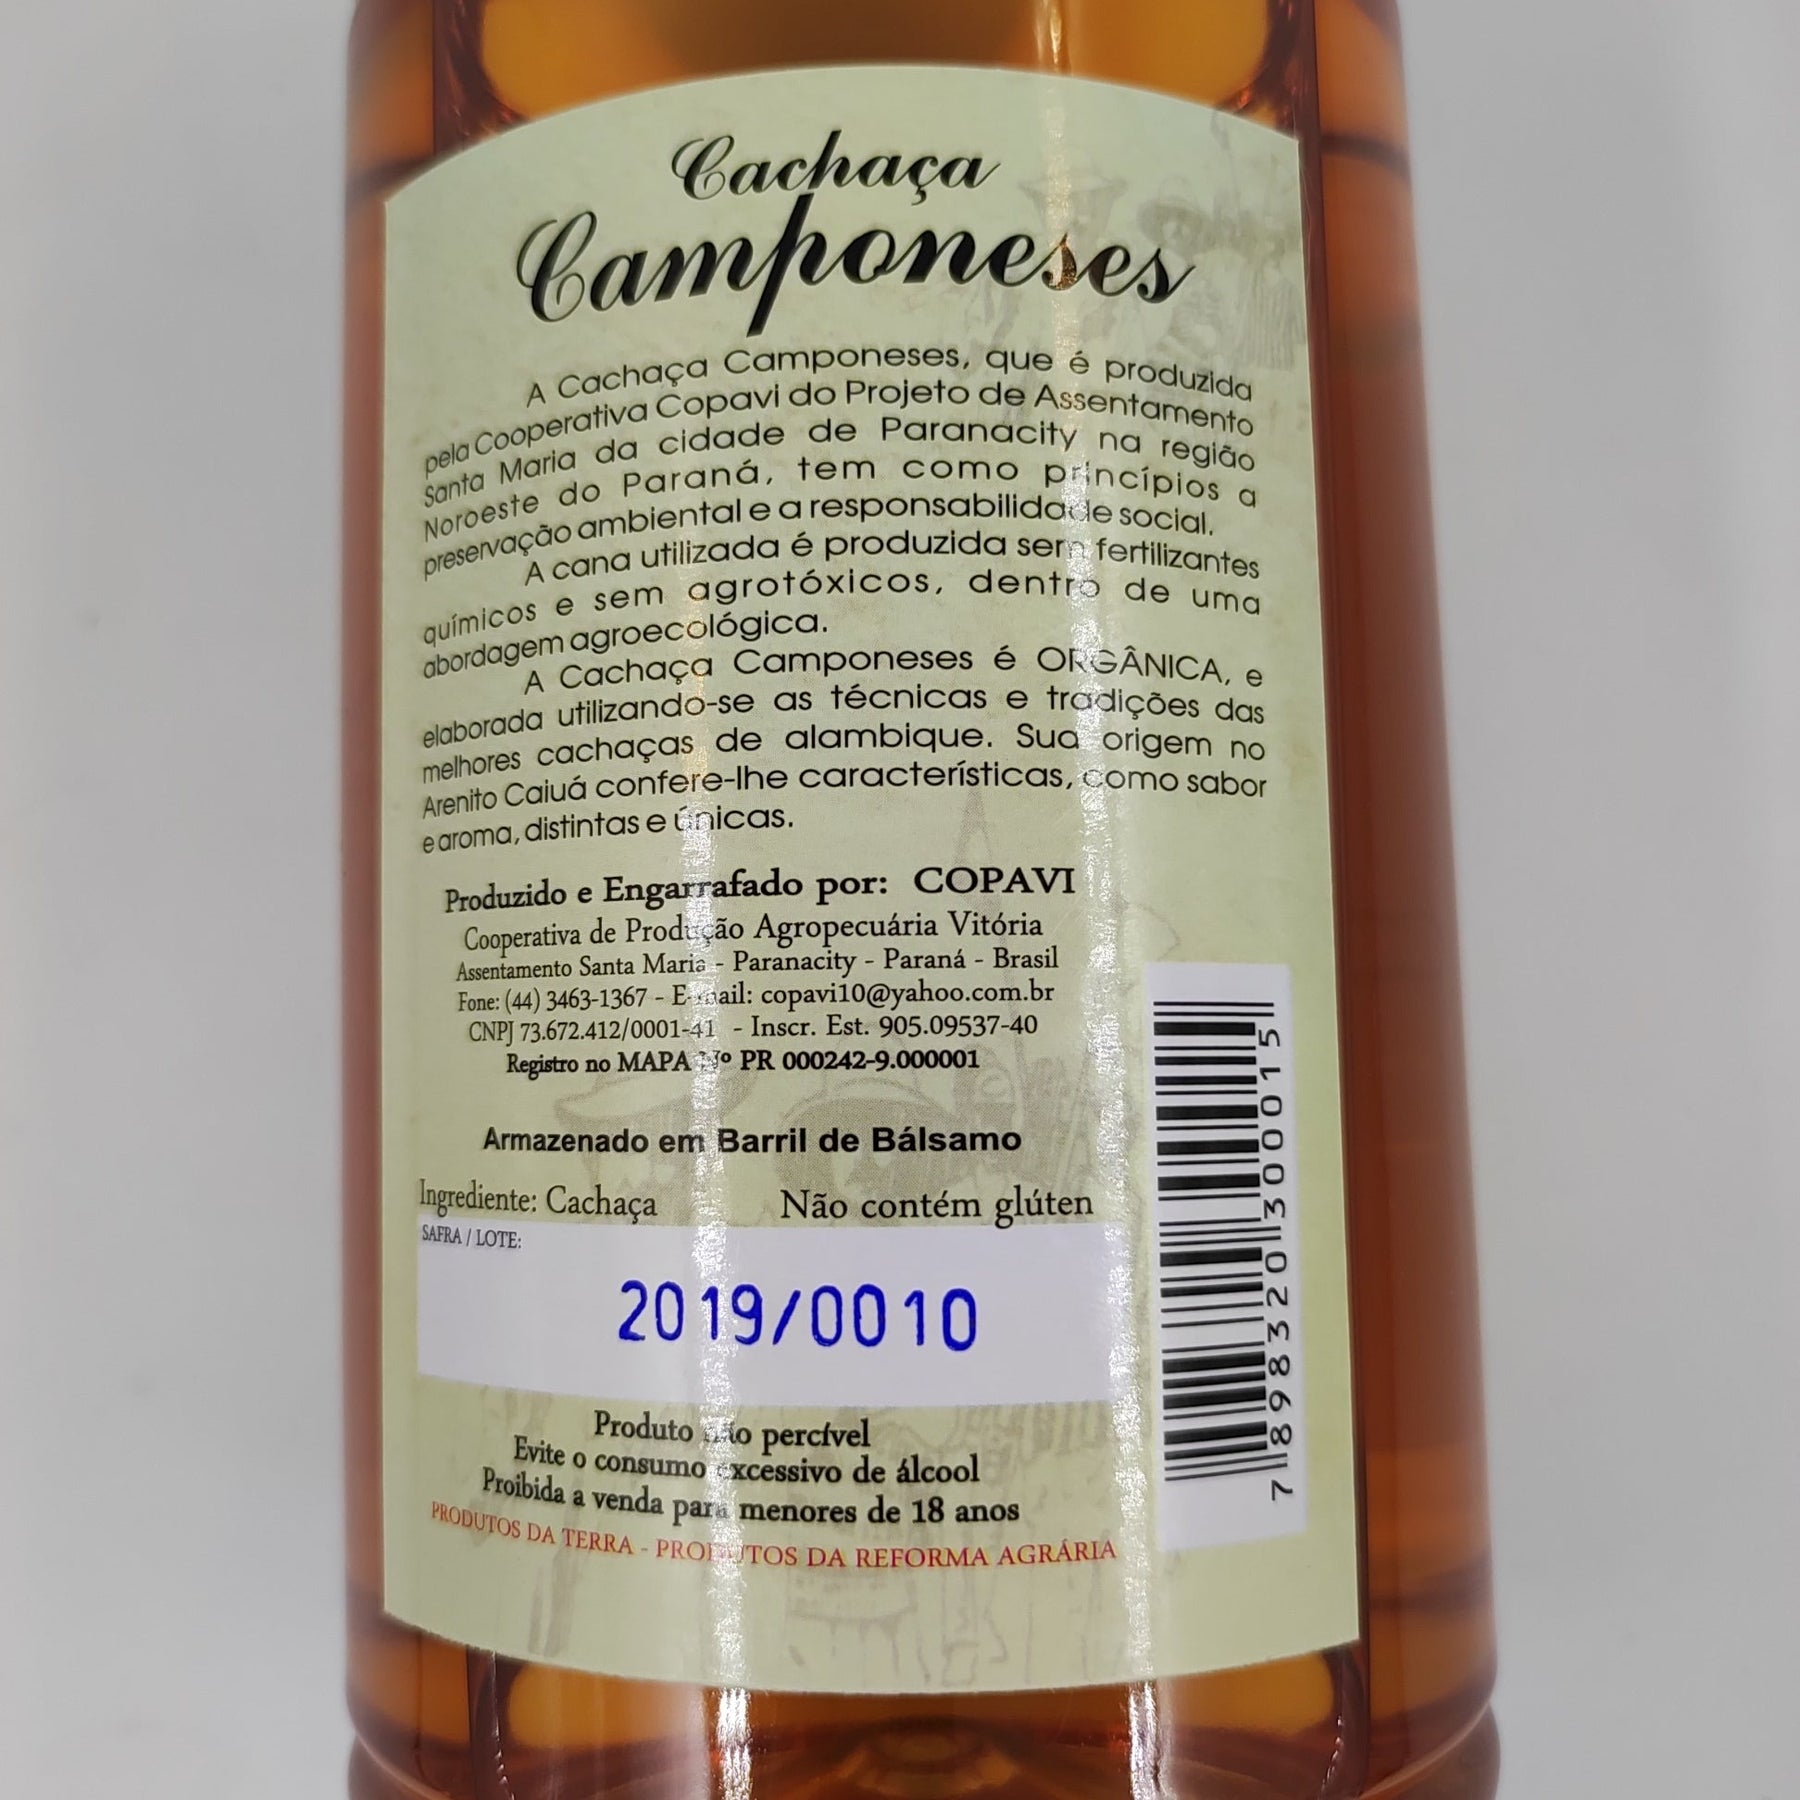 Cachaça
Camponeses
A Cachaça Camponeses, que é produzida
pela Cooperativa Copavi do Projeto de Assentamento
Santa Maria da cidade de Paranacity na região
Noroeste do Paraná, tem como princípios a
preservação ambiental e a responsabilidade social.
A cana utilizada é produzida sem fertilizantes
químicos e sem agrotóxicos, dentro de uma
abordagem agroecológica.
A Cachaça Camponeses é ORGÂNICA, e
elaborada utilizando-se as técnicas e tradições das
melhores cachaças de alambique. Sua origem no
Arenito Caiuá confere-lhe características, como sabor
e aroma, distintas e únicas.
Produzido e Engarrafado por: COPAVI
Cooperativa de Produção Agropecuária Vitória
Assentamento Santa Maria - Paranacity - Paraná - Brasil
Fone: (44) 3463-1367 - E-mail: copavi10@yahoo.com.br
CNPJ 73.672.412/0001-41 - Inscr. Est. 905.09537-40
Registro no MAPA Nº PR 000242-9.000001
Armazenado em Barril de Bálsamo
Ingrediente: Cachaça Não contém glúten
SAFRA / LOTE:
2019/0010
Produto não percível
Evite o consumo excessivo de álcool
Proibida a venda para menores de 18 anos
PRODUTOS DA TERRA - PRODUTOS DA REFORMA AGRÁRIA
7 898320 300015